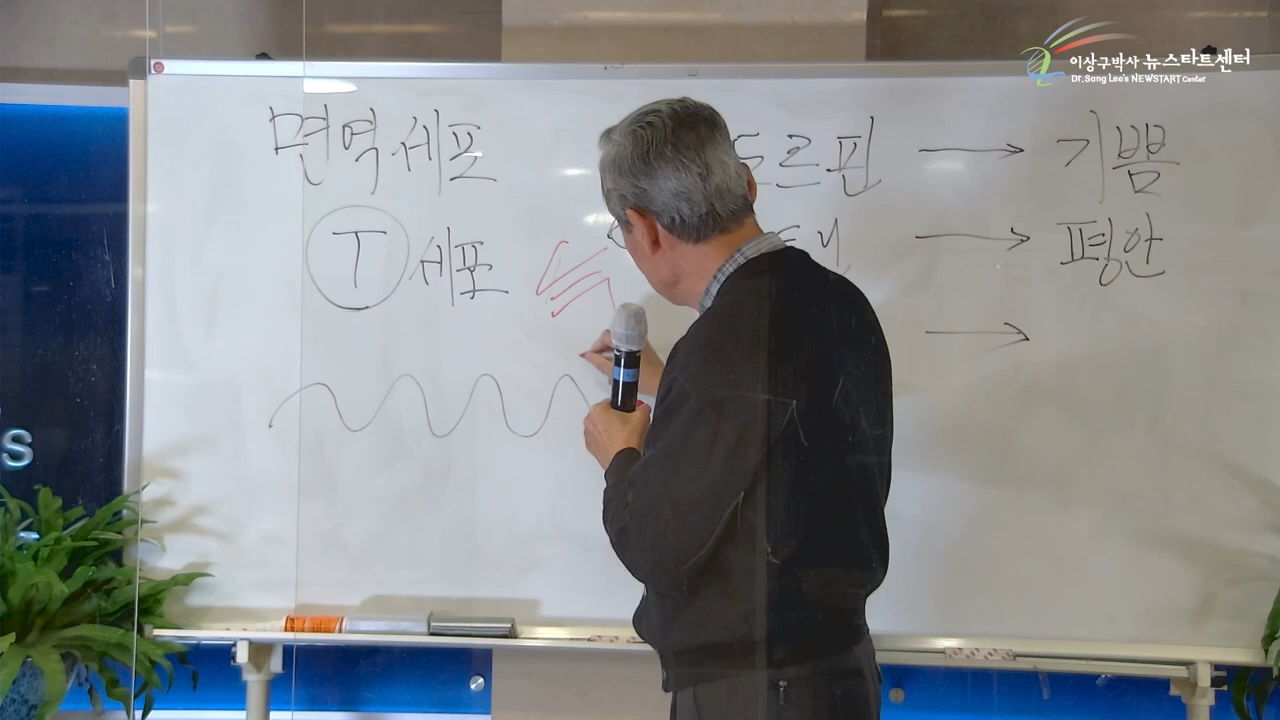 이상구박사 뉴스타트센터
Dr. Sang Lee's NEWSTART Center
면역세포 도르핀 → 기쁨
T 세포 → 평안
→
S